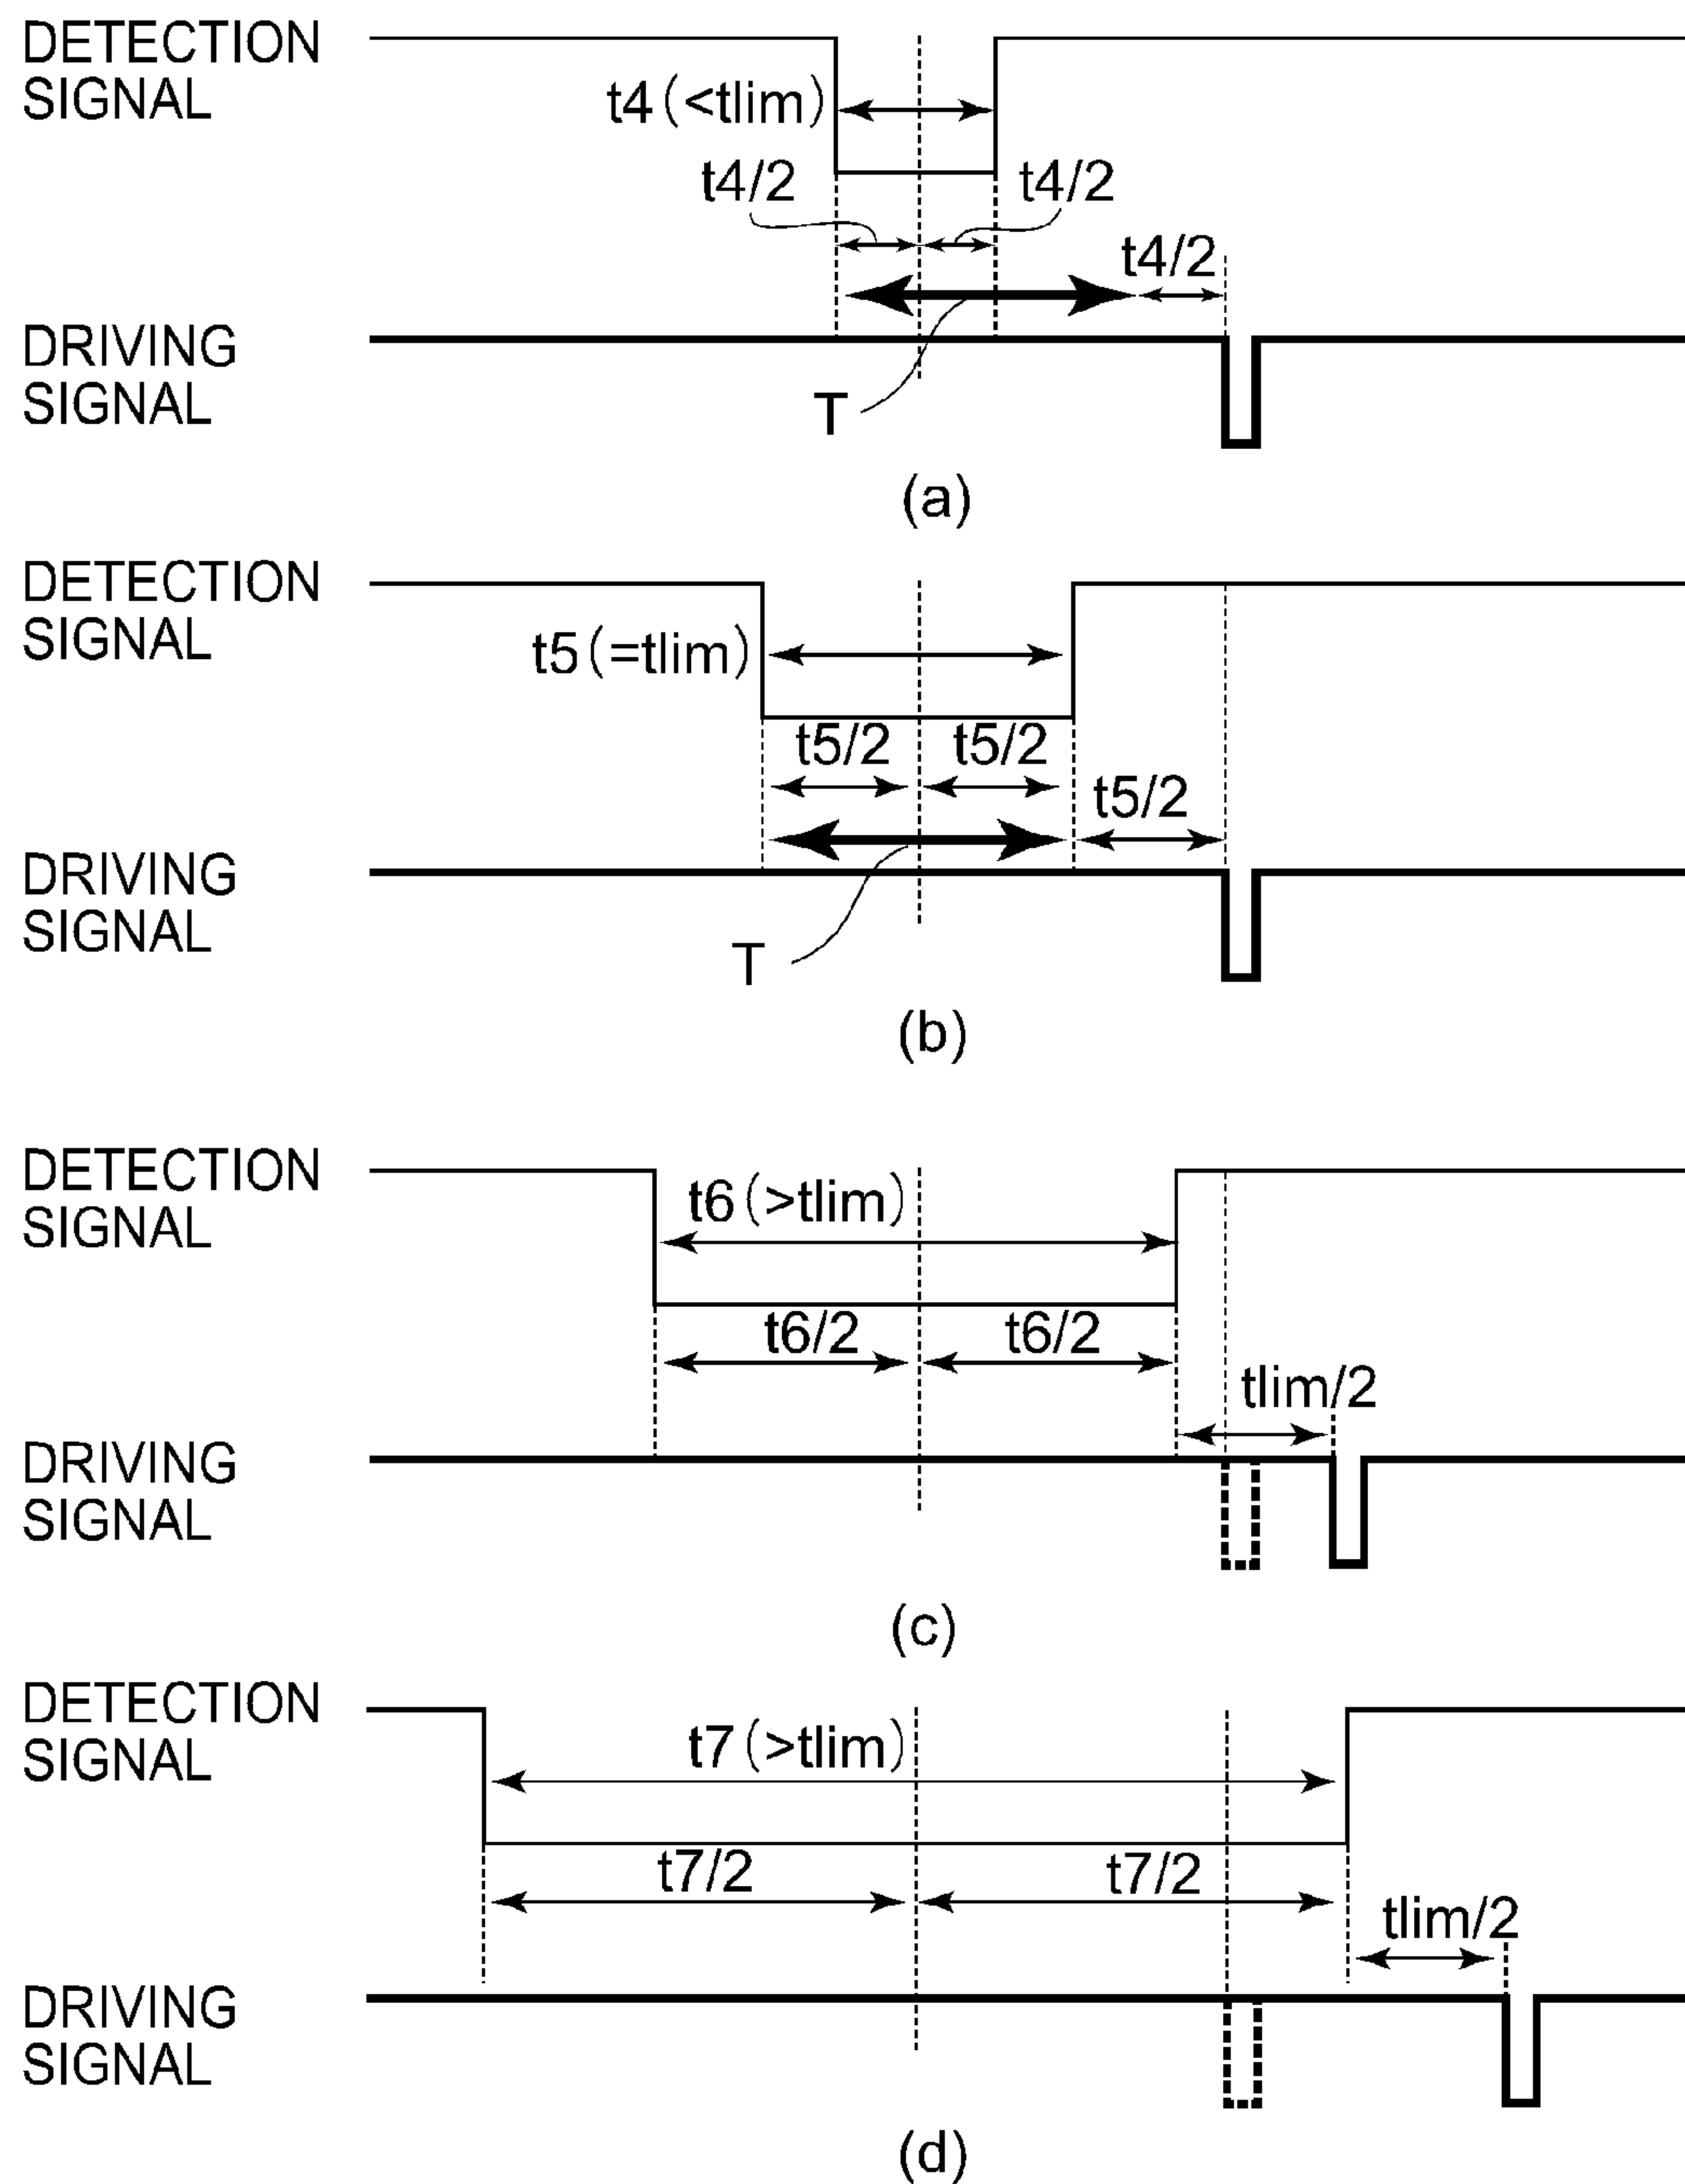 DETECTION
SIGNAL
t4(<tlim)
t4/2
t4/2
t4/2
DRIVING
SIGNAL
T
(a)
DETECTION
SIGNAL
t5(=tlim)
t5/2
t5/2
t5/2
DRIVING
SIGNAL
T
(b)
DETECTION
SIGNAL
t6(>tlim)
t6/2
t6/2
tlim/2
DRIVING
SIGNAL
(c)
DETECTION
SIGNAL
t7(>tlim)
t7/2
t7/2
tlim/2
DRIVING
SIGNAL
(d)